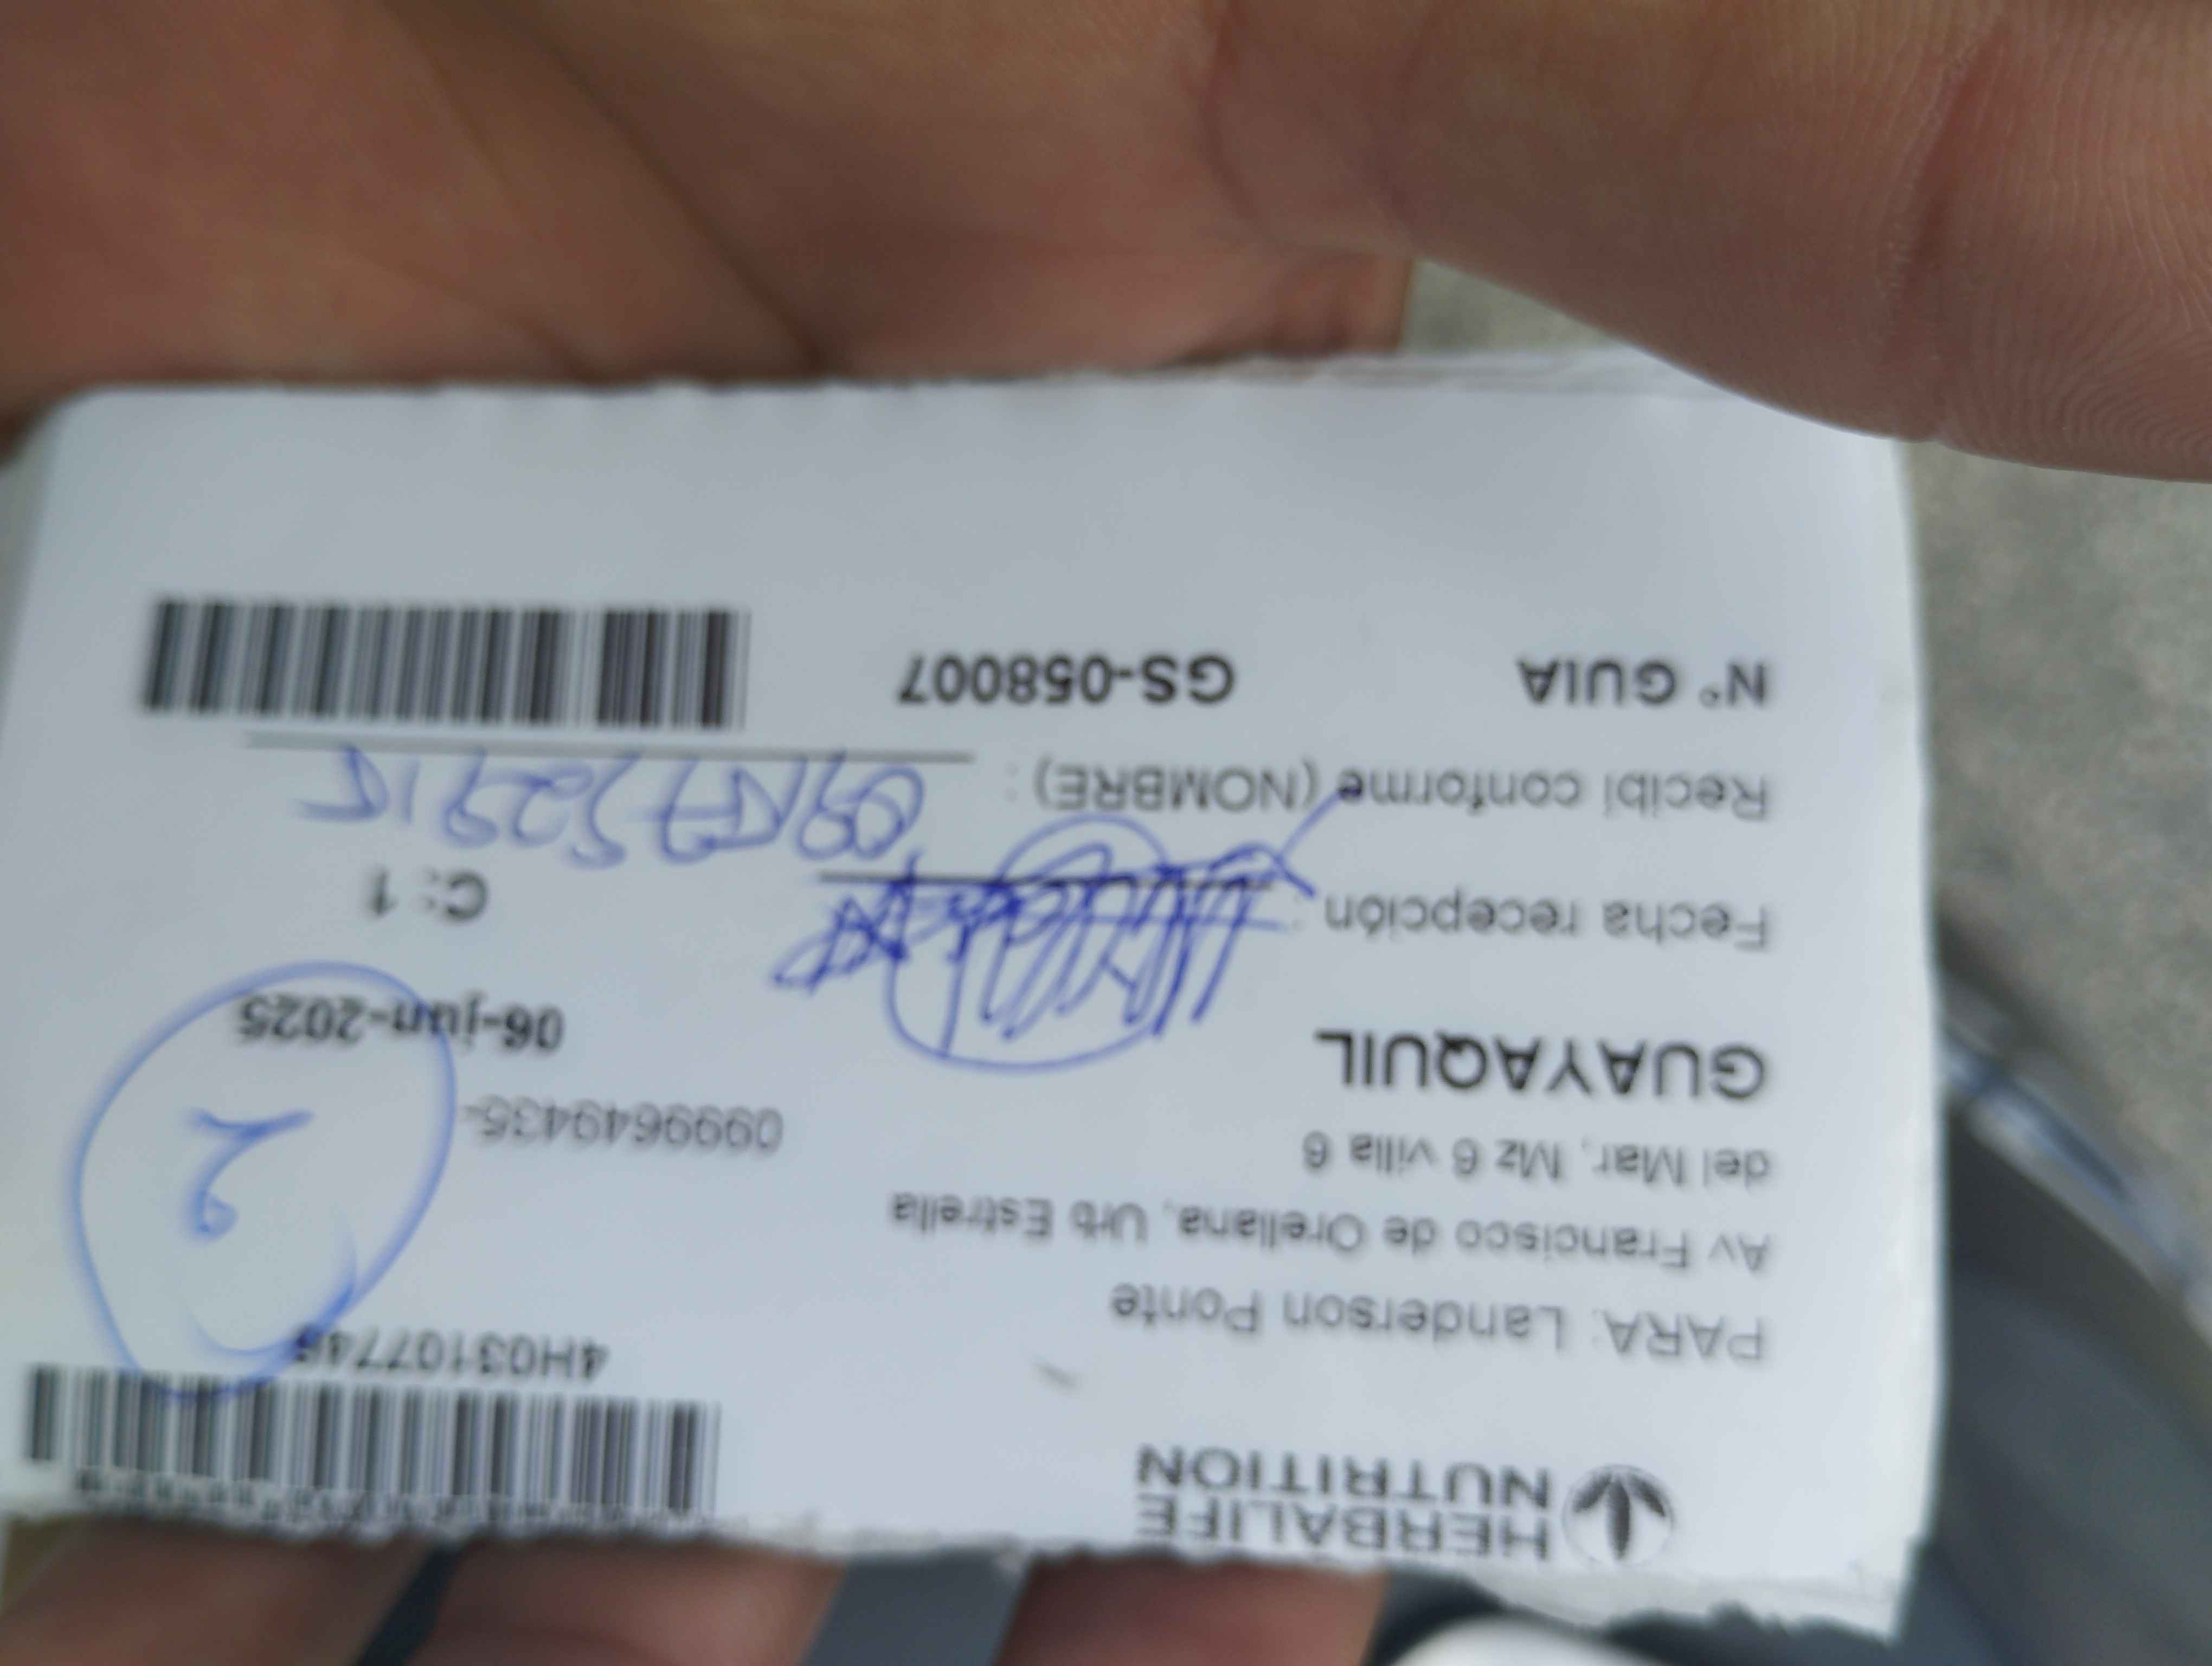 HERBALIFE
NUTRITION
PARA: Landerson Ponte
Av Francisco de Orellana, Urb Estrella
del Mar, Mz 6 villa 6
0999649435-
GUAYAQUIL
06-jun-2025
2
Fecha recepción :
C: 1
Recibi conforme (NOMBRE) :
N° GUIA GS-058007